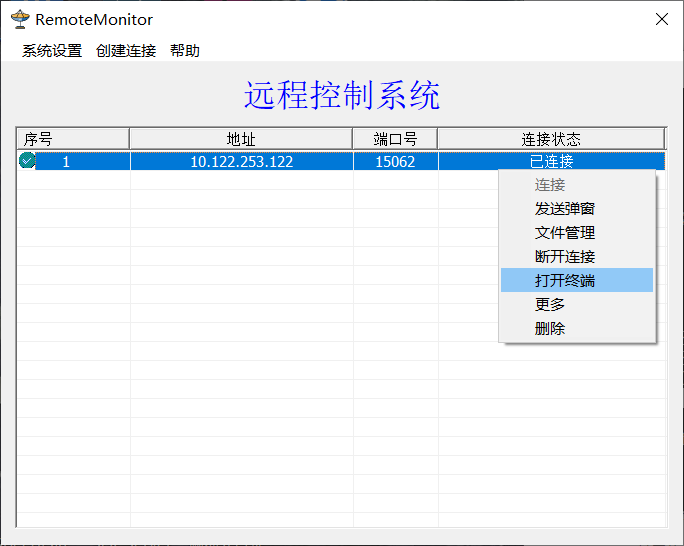 RemoteMonitor
系统设置 创建连接 帮助
远程控制系统
序号 地址 端口号 连接状态
1 10.122.253.122 15062 已连接
连接
发送弹窗
文件管理
断开连接
打开终端
更多
删除